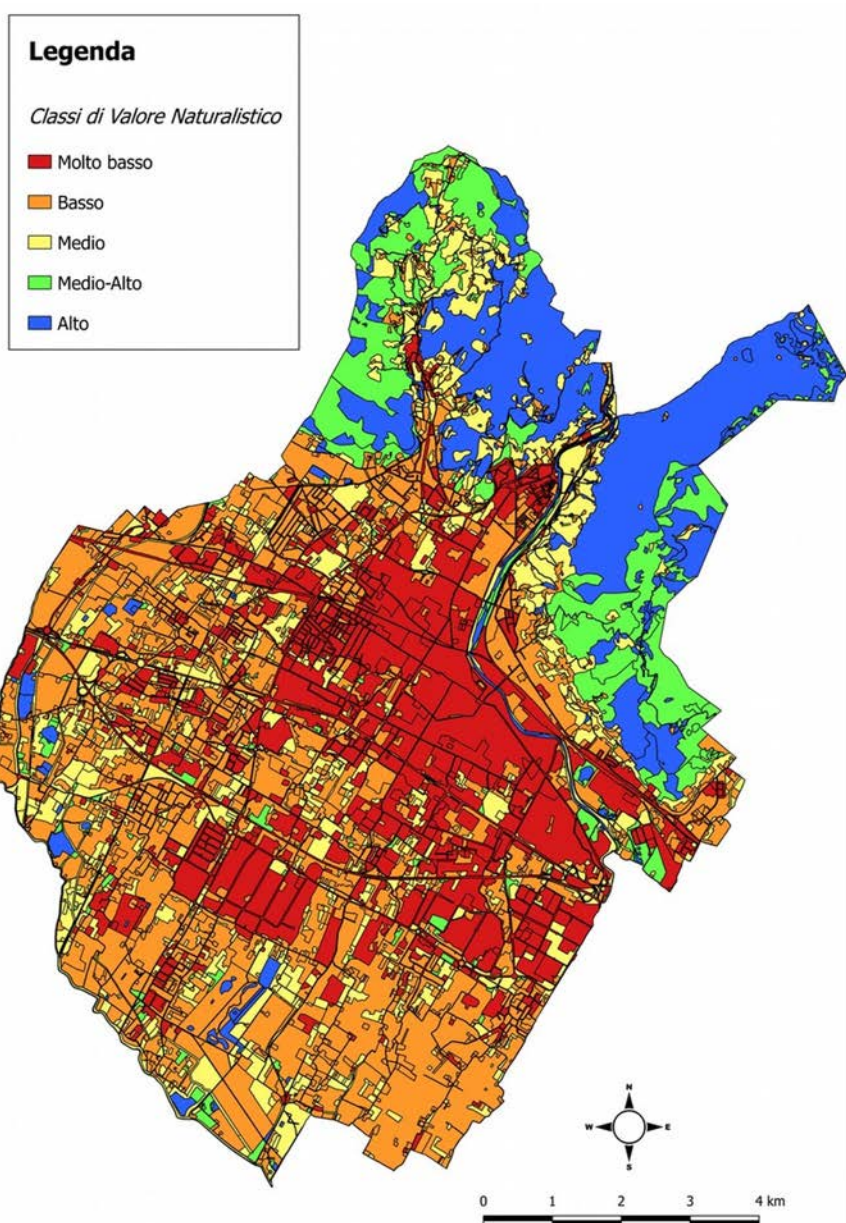 Legenda
Classi di Valore Naturalistico
Molto basso
Basso
Medio
Medio-Alto
Alto
N
W E
S
0 1 2 3 4 km